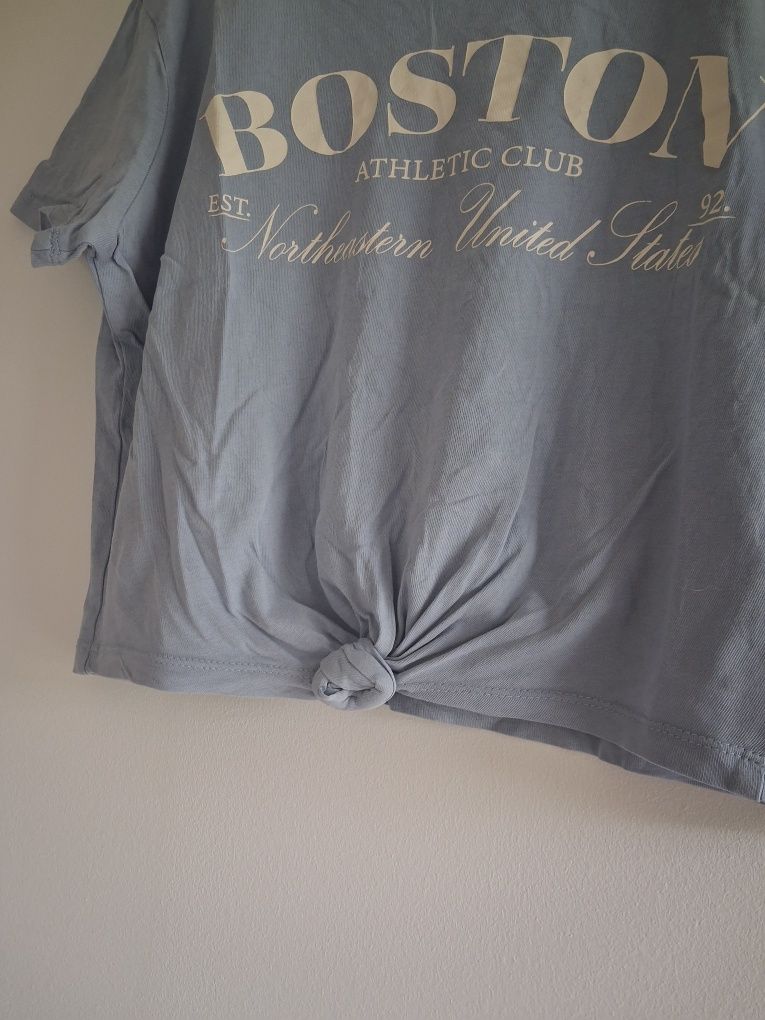 BOSTON
ATHLETIC CLUB
EST. 92.
Northeastern United States